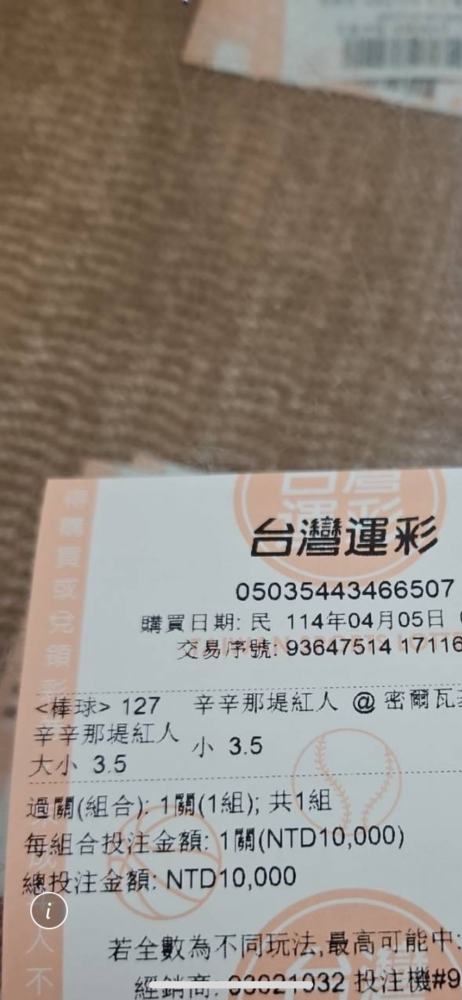 台灣運彩
05035443466507
購買日期: 民 114年04月05日
交易序號: 93647514 17116
<棒球> 127 辛辛那堤紅人 @ 密爾瓦
辛辛那堤紅人
大小 3.5 小 3.5
過關(組合): 1關(1組); 共1組
每組合投注金額: 1關(NTD10,000)
總投注金額: NTD10,000
若全數為不同玩法,最高可能中:
經銷商: 03021032 投注機#9